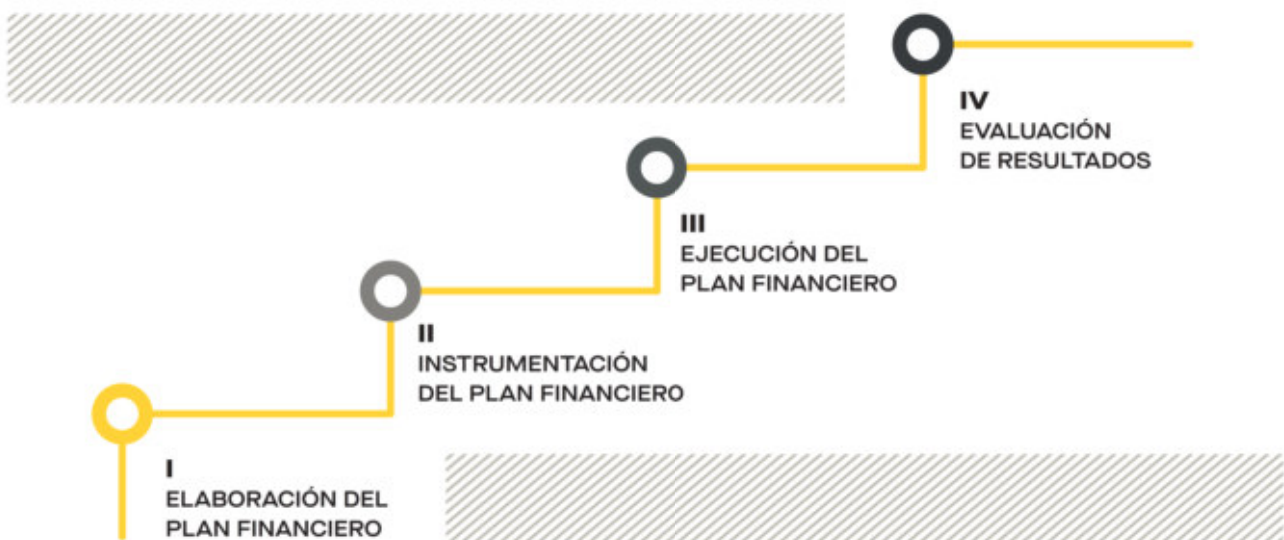 I
ELABORACIÓN DEL
PLAN FINANCIERO
II
INSTRUMENTACIÓN
DEL PLAN FINANCIERO
III
EJECUCIÓN DEL
PLAN FINANCIERO
IV
EVALUACIÓN
DE RESULTADOS